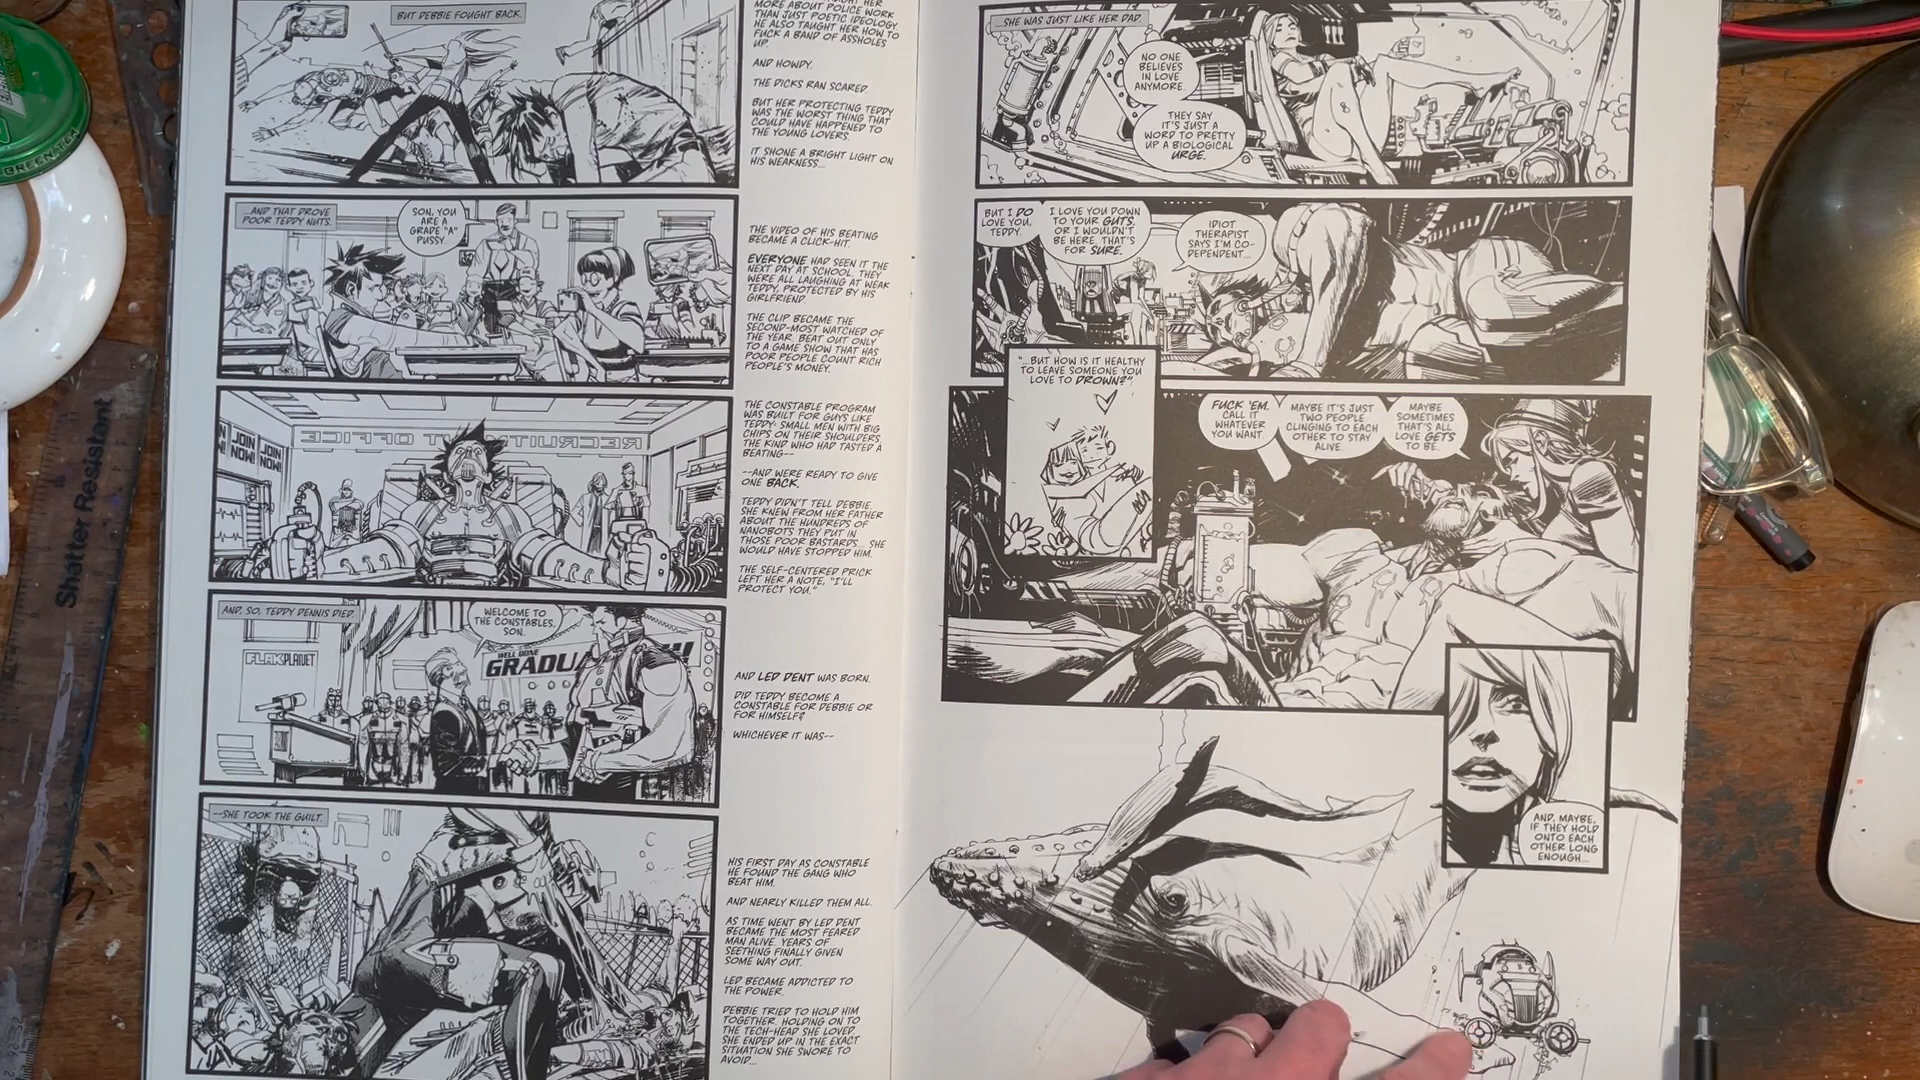 BUT DEBBIE FOUGHT BACK.
MORE ABOUT POLICE WORK
THAN JUST POETIC IDEOLOGY.
HE ALSO TAUGHT HER HOW TO
FUCK A BAND OF ASSHOLES
UP.
AND HOWDY.
THE DICKS RAN SCARED.
BUT HER PROTECTING TEDDY
WAS THE WORST THING THAT
COULD HAVE HAPPENED TO
THE YOUNG LOVERS.
IT SHONE A BRIGHT LIGHT ON
HIS WEAKNESS...
...AND THAT DROVE
POOR TEDDY NUTS.
SON, YOU
ARE A
GRADE "A"
PUSSY.
THE VIDEO OF HIS BEATING
BECAME A CLICK-HIT.
EVERYONE HAD SEEN IT THE
NEXT DAY AT SCHOOL. THEY
WERE ALL LAUGHING AT WEAK
TEDDY, PROTECTED BY HIS
GIRLFRIEND.
THE CLIP BECAME THE
SECOND-MOST WATCHED OF
THE YEAR. BEAT OUT ONLY
TO A GAME SHOW THAT HAS
POOR PEOPLE COUNT RICH
PEOPLE'S MONEY.
JOIN
NOW!
JOIN
NOW!
RECRUITMENT OFFICE
THE CONSTABLE PROGRAM
WAS BUILT FOR GUYS LIKE
TEDDY: SMALL MEN WITH BIG
CHIPS ON THEIR SHOULDERS.
THE KIND WHO HAD TASTED A
BEATING--
--AND WERE READY TO GIVE
ONE BACK.
TEDDY DIDN'T TELL DEBBIE.
SHE KNEW FROM HER FATHER
ABOUT THE HUNDREDS OF
NANOBOTS THEY PUT IN
THOSE POOR BASTARDS... SHE
WOULD HAVE STOPPED HIM.
THE SELF-CENTERED PRICK
LEFT HER A NOTE, "I'LL
PROTECT YOU."
AND, SO, TEDDY DENNIS DIED.
WELCOME TO
THE CONSTABLES,
SON.
FLAKPLANET
WELL DONE
GRADUA
AND LED DENT WAS BORN.
DID TEDDY BECOME A
CONSTABLE FOR DEBBIE OR
FOR HIMSELF?
WHICHEVER IT WAS--
--SHE TOOK THE GUILT.
HIS FIRST DAY AS CONSTABLE
HE FOUND THE GANG WHO
BEAT HIM.
AND NEARLY KILLED THEM ALL.
AS TIME WENT BY LED DENT
BECAME THE MOST FEARED
MAN ALIVE. YEARS OF
SEETHING FINALLY GIVEN
SOME WAY OUT.
LED BECAME ADDICTED TO
THE POWER.
DEBBIE TRIED TO HOLD HIM
TOGETHER. HOLDING ON TO
THE TECH-HEAD SHE LOVED.
SHE ENDED UP IN THE EXACT
SITUATION SHE SWORE TO
AVOID...
...SHE WAS JUST LIKE HER DAD.
NO ONE
BELIEVES
IN LOVE
ANYMORE.
THEY SAY
IT'S JUST A
WORD TO PRETTY
UP A BIOLOGICAL
URGE.
BUT I DO
LOVE YOU,
TEDDY.
I LOVE YOU DOWN
TO YOUR GUTS,
OR I WOULDN'T
BE HERE. THAT'S
FOR SURE.
IDIOT
THERAPIST
SAYS I'M CO-
DEPENDENT...
"...BUT HOW IS IT HEALTHY
TO LEAVE SOMEONE YOU
LOVE TO DROWN?"
FUCK 'EM.
CALL IT
WHATEVER
YOU WANT.
MAYBE IT'S JUST
TWO PEOPLE
CLINGING TO EACH
OTHER TO STAY
ALIVE.
MAYBE
SOMETIMES
THAT'S ALL
LOVE GETS
TO BE.
AND, MAYBE,
IF THEY HOLD
ONTO EACH
OTHER LONG
ENOUGH...
GREEN TEA
Shatter Resistant